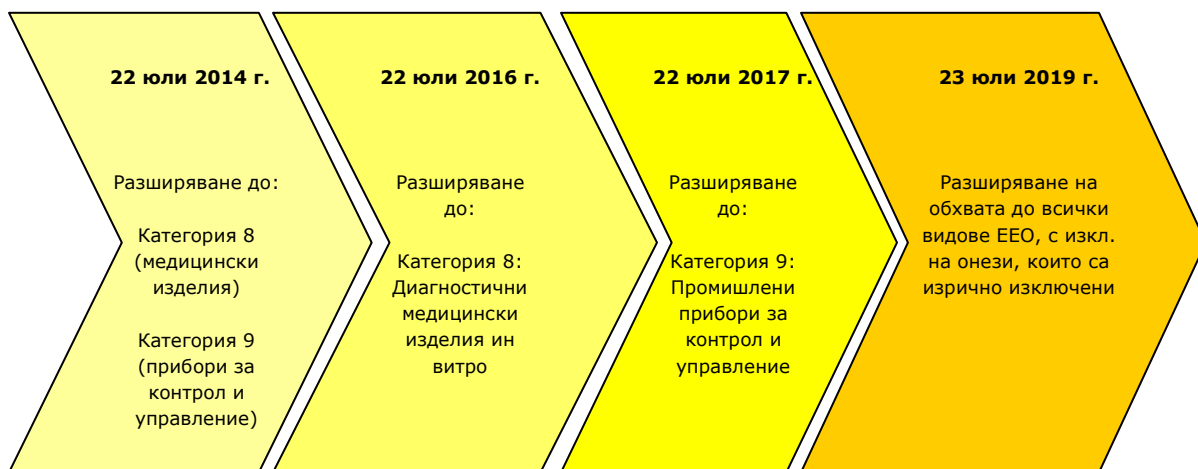 22 юли 2014 г.
Разширяване до:
Категория 8
(медицински
изделия)
Категория 9
(прибори за
контрол и
управление)
22 юли 2016 г.
Разширяване
до:
Категория 8:
Диагностични
медицински
изделия ин
витро
22 юли 2017 г.
Разширяване
до:
Категория 9:
Промишлени
прибори за
контрол и
управление
23 юли 2019 г.
Разширяване на
обхвата до всички
видове ЕЕО, с изкл.
на онези, които са
изрично изключени